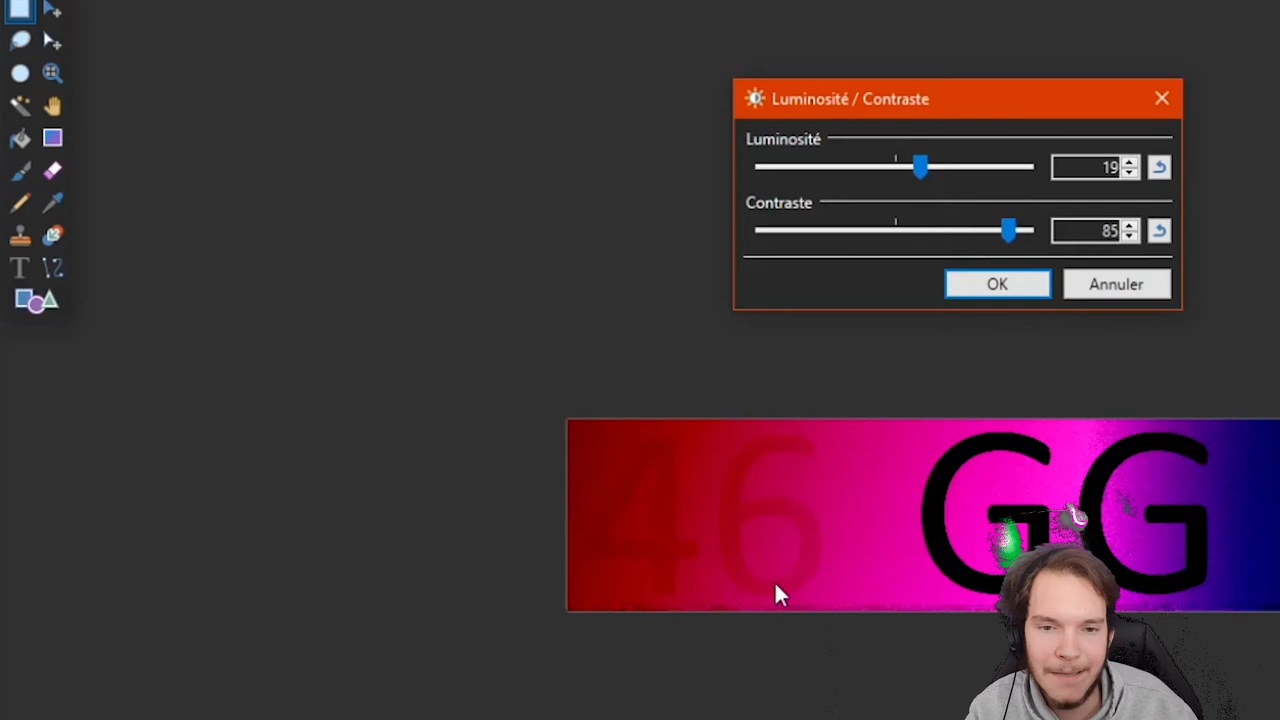 Luminosité / Contraste
Luminosité
19
Contraste
85
OK
Annuler
46 GG